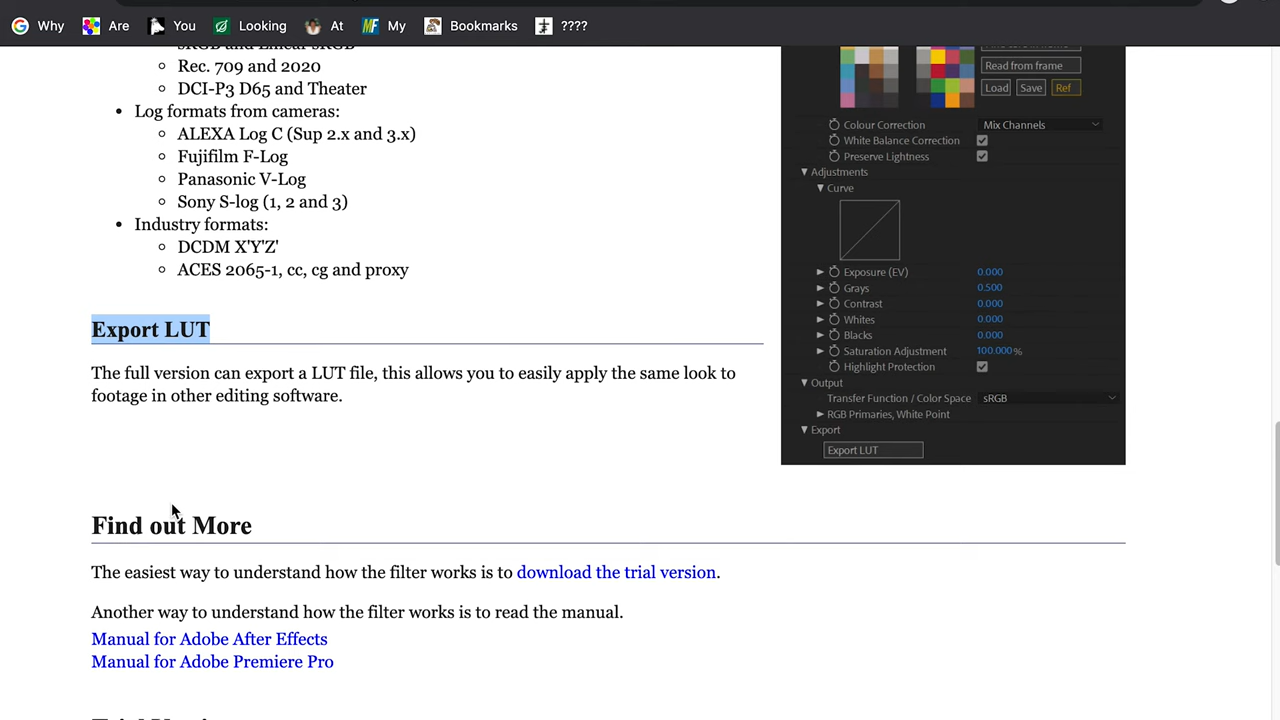 Why Are You Looking At My Bookmarks ????
sRGB and Linear sRGB
Rec. 709 and 2020
DCI-P3 D65 and Theater
Log formats from cameras:
ALEXA Log C (Sup 2.x and 3.x)
Fujifilm F-Log
Panasonic V-Log
Sony S-log (1, 2 and 3)
Industry formats:
DCDM X'Y'Z'
ACES 2065-1, cc, cg and proxy
Export LUT
The full version can export a LUT file, this allows you to easily apply the same look to
footage in other editing software.
Read from frame
Load Save Ref
Colour Correction Mix Channels
White Balance Correction
Preserve Lightness
Adjustments
Curve
Exposure (EV) 0.000
Grays 0.500
Contrast 0.000
Whites 0.000
Blacks 0.000
Saturation Adjustment 100.000%
Highlight Protection
Output
Transfer Function / Color Space sRGB
RGB Primaries, White Point
Export
Export LUT
Find out More
The easiest way to understand how the filter works is to download the trial version.
Another way to understand how the filter works is to read the manual.
Manual for Adobe After Effects
Manual for Adobe Premiere Pro